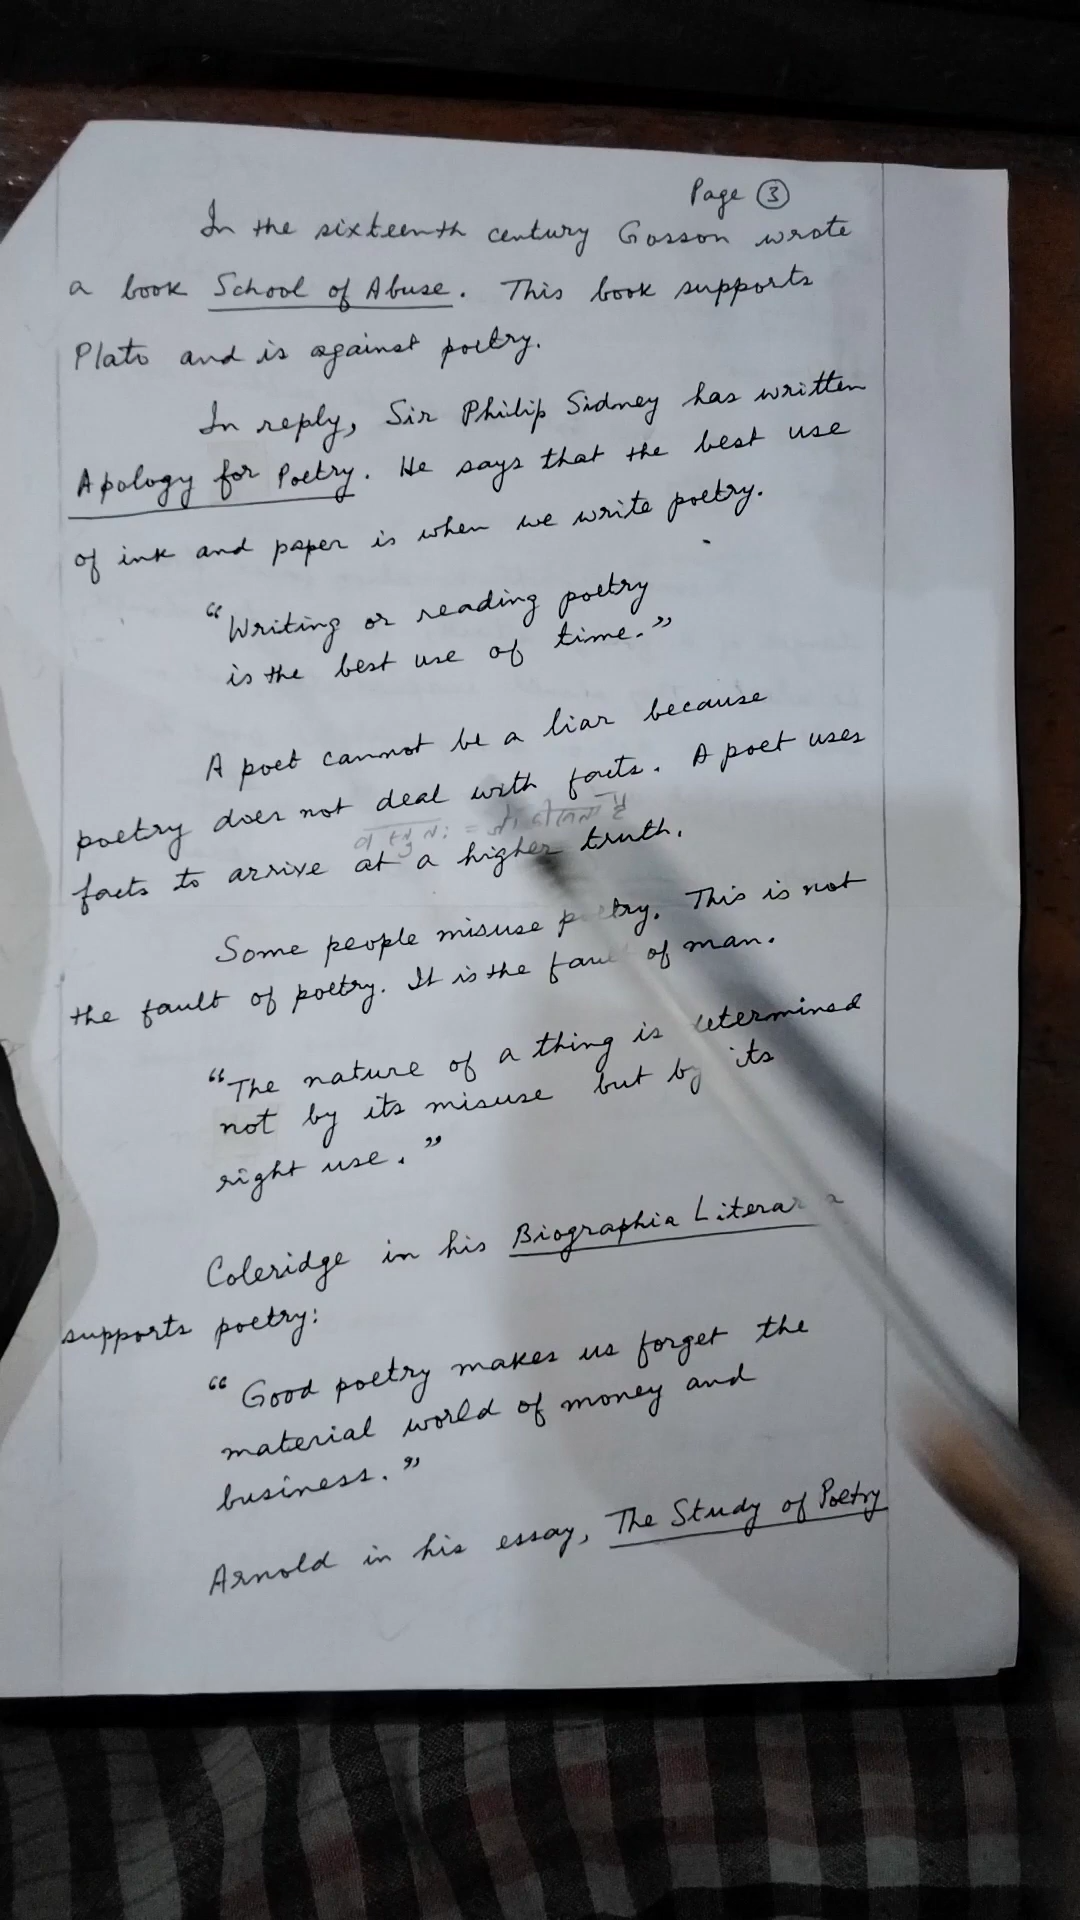 Page ③
In the sixteenth century Gosson wrote
a book School of Abuse. This book supports
Plato and is against poetry.
In reply, Sir Philip Sidney has written
Apology for Poetry. He says that the best use
of ink and paper is when we write poetry.
“Writing or reading poetry
is the best use of time.”
A poet cannot be a liar because
poetry does not deal with facts. A poet uses
facts to arrive at a higher truth.
Some people misuse poetry. This is not
the fault of poetry. It is the fault of man.
“The nature of a thing is determined
not by its misuse but by its
right use.”
Coleridge in his Biographia Literaria
supports poetry:
“Good poetry makes us forget the
material world of money and
business.”
Arnold in his essay, The Study of Poetry